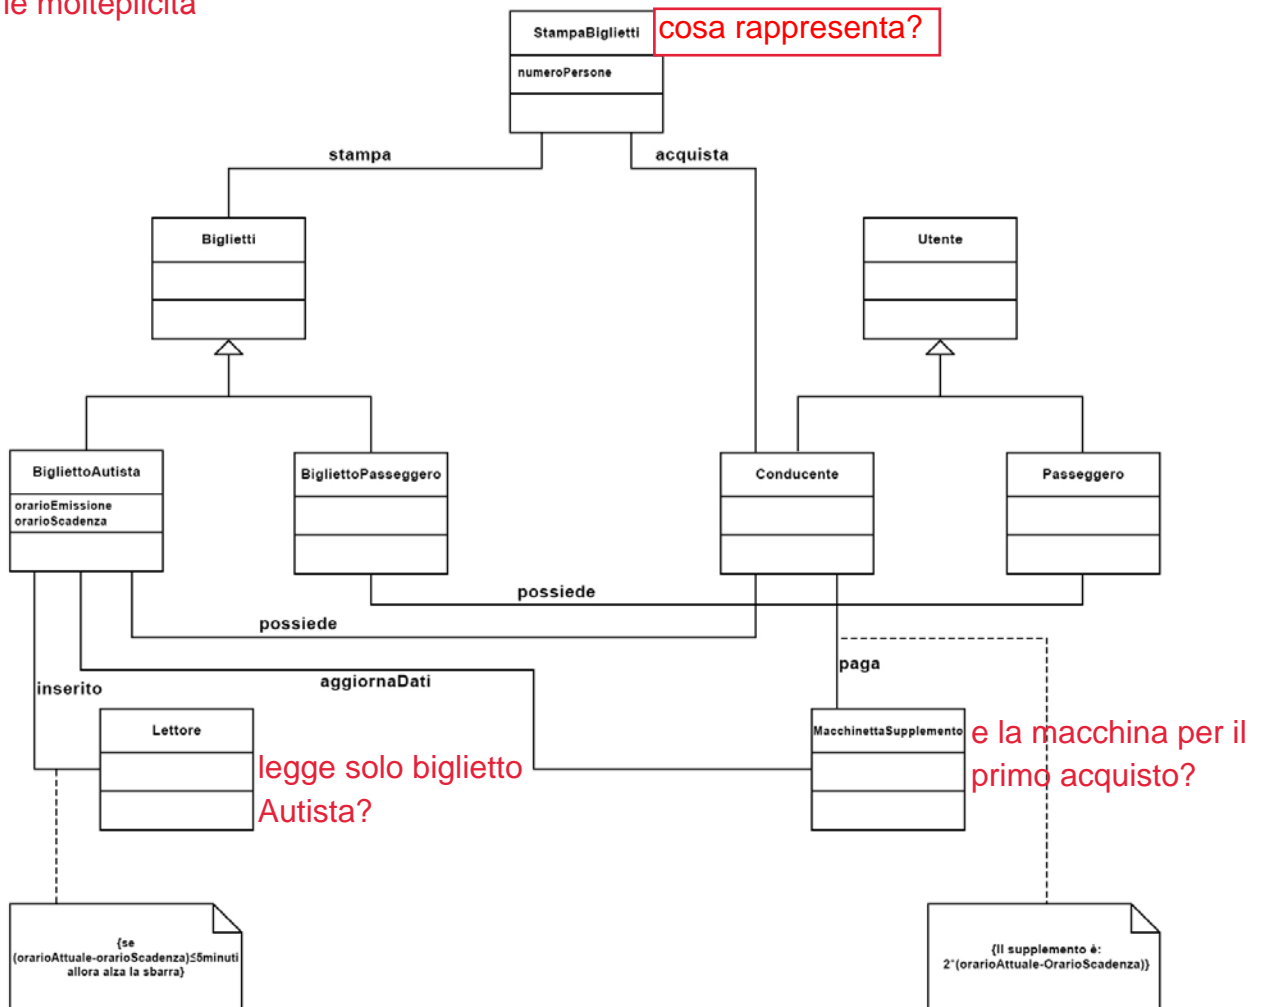 le molteplicità
StampaBiglietti
cosa rappresenta?
numeroPersone
stampa
acquista
Biglietti
Utente
BigliettoAutista
orarioEmissione
orarioScadenza
BigliettoPasseggero
Conducente
Passeggero
possiede
possiede
inserito
aggiornaDati
paga
Lettore
legge solo biglietto
Autista?
MacchinettaSupplemento
e la macchina per il
primo acquisto?
{se
(orarioAttuale-orarioScadenza)≤5minuti
allora alza la sbarra}
{Il supplemento è:
2*(orarioAttuale-OrarioScadenza)}